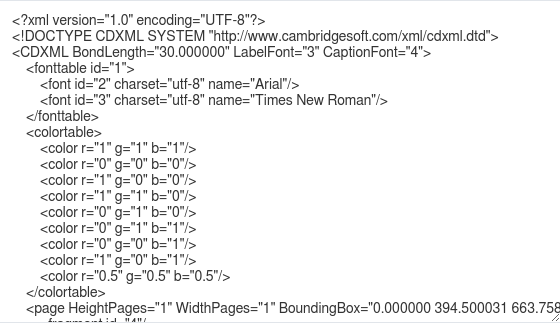 <?xml version="1.0" encoding="UTF-8"?>
<!DOCTYPE CDXML SYSTEM "http://www.cambridgesoft.com/xml/cdxml.dtd">
<CDXML BondLength="30.000000" LabelFont="3" CaptionFont="4">
<fonttable id="1">
<font id="2" charset="utf-8" name="Arial"/>
<font id="3" charset="utf-8" name="Times New Roman"/>
</fonttable>
<colortable>
<color r="1" g="1" b="1"/>
<color r="0" g="0" b="0"/>
<color r="1" g="0" b="0"/>
<color r="1" g="1" b="0"/>
<color r="0" g="1" b="0"/>
<color r="0" g="1" b="1"/>
<color r="0" g="0" b="1"/>
<color r="1" g="0" b="1"/>
<color r="0.5" g="0.5" b="0.5"/>
</colortable>
<page HeightPages="1" WidthPages="1" BoundingBox="0.000000 394.500031 663.758